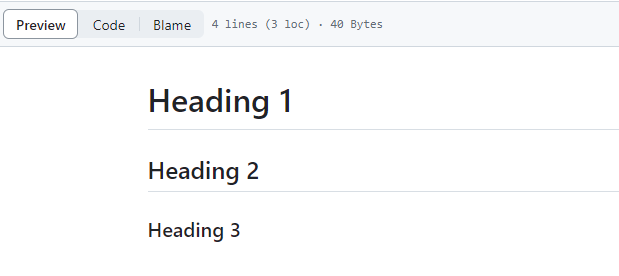 Preview Code Blame 4 lines (3 loc) · 40 Bytes
Heading 1
Heading 2
Heading 3